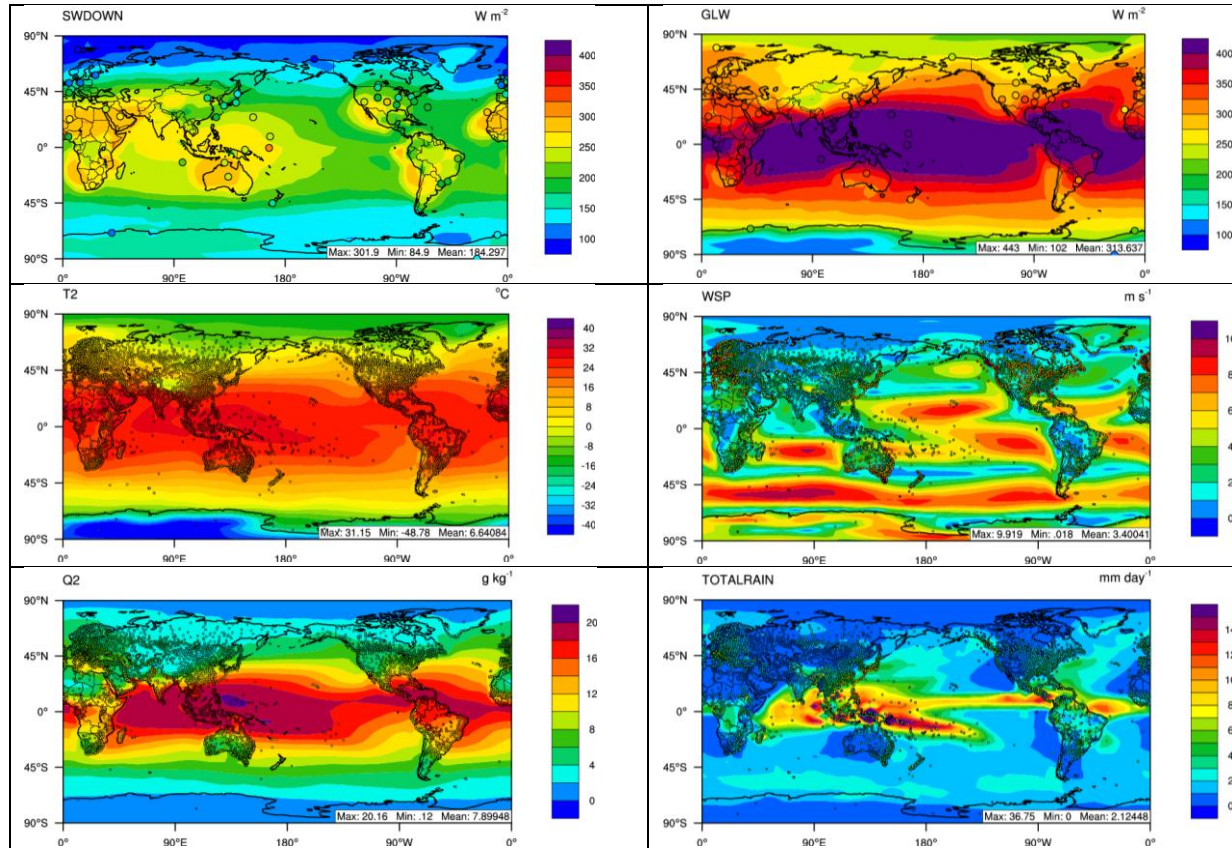 SWDOWN W m-2
90°N
45°N
0°
45°S
90°S
0° 90°E 180° 90°W 0°
400
350
300
250
200
150
100
Max: 301.9 Min: 84.9 Mean: 184.297
GLW W m-2
90°N
45°N
0°
45°S
90°S
0° 90°E 180° 90°W 0°
400
350
300
250
200
150
100
Max: 443 Min: 102 Mean: 313.637
T2 °C
90°N
45°N
0°
45°S
90°S
0° 90°E 180° 90°W 0°
40
32
24
16
8
0
-8
-16
-24
-32
-40
Max: 31.15 Min: -48.78 Mean: 6.64084
WSP m s-1
90°N
45°N
0°
45°S
90°S
0° 90°E 180° 90°W 0°
10
8
6
4
2
0
Max: 9.919 Min: .018 Mean: 3.40041
Q2 g kg-1
90°N
45°N
0°
45°S
90°S
0° 90°E 180° 90°W 0°
20
16
12
8
4
0
Max: 20.16 Min: .12 Mean: 7.89948
TOTALRAIN mm day-1
90°N
45°N
0°
45°S
90°S
0° 90°E 180° 90°W 0°
14
12
10
8
6
4
2
0
Max: 36.75 Min: 0 Mean: 2.12448